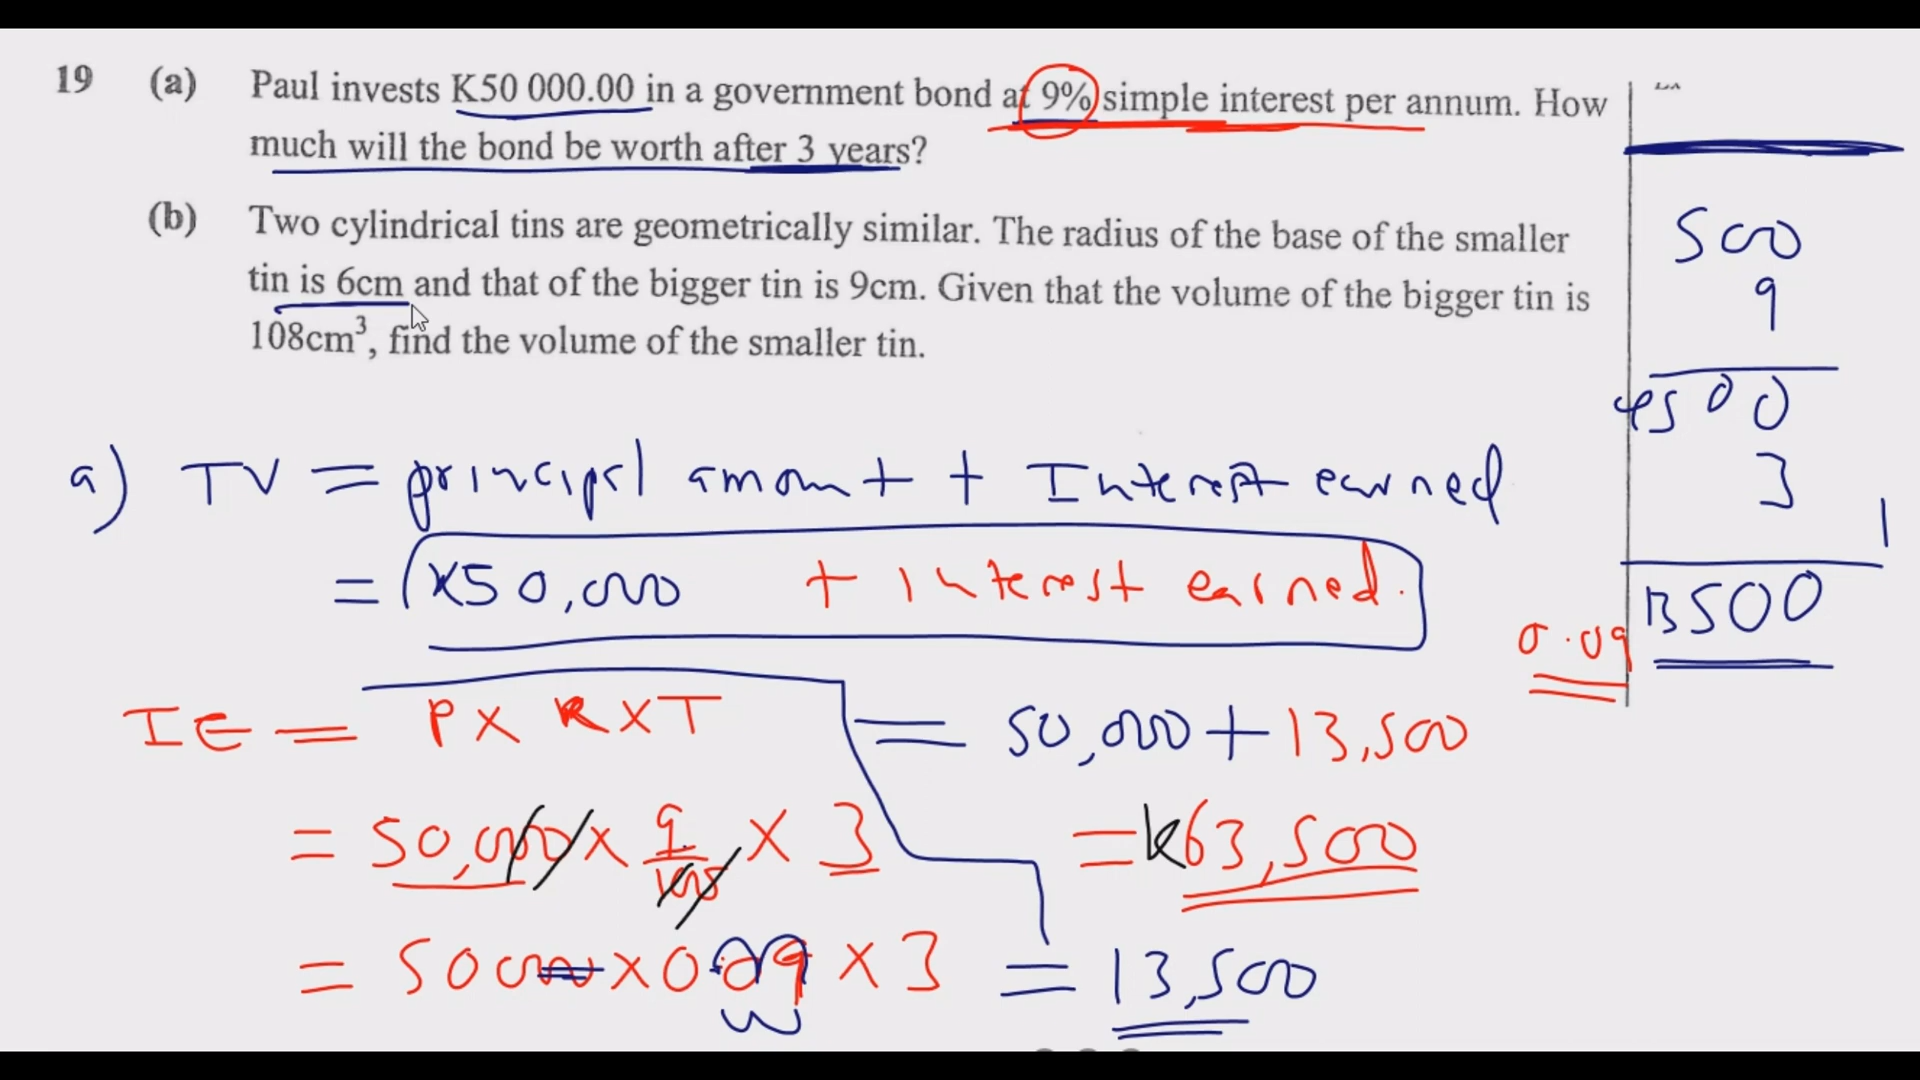 19 (a) Paul invests K50 000.00 in a government bond at 9% simple interest per annum. How
much will the bond be worth after 3 years?
(b) Two cylindrical tins are geometrically similar. The radius of the base of the smaller
tin is 6cm and that of the bigger tin is 9cm. Given that the volume of the bigger tin is
108cm³, find the volume of the smaller tin.
500
9
4500
3
1
13500
a) TV = principal amount + Interest earned
= K50,000 + interest earned.
0.09
IE = P X R X T
= 50,000 + 13,500
= 50,000 X 9/100 X 3
= K63,500
= 50000 X 0.09 X 3 = 13,500